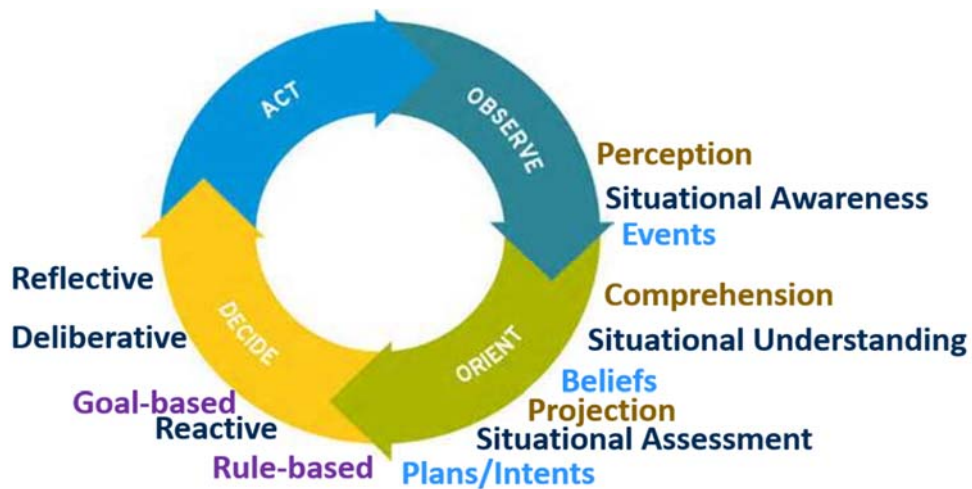 ACT
OBSERVE
Perception
Situational Awareness
Events
Reflective
Comprehension
Deliberative
DECIDE
ORIENT
Situational Understanding
Beliefs
Goal-based
Projection
Reactive
Situational Assessment
Rule-based
Plans/Intents